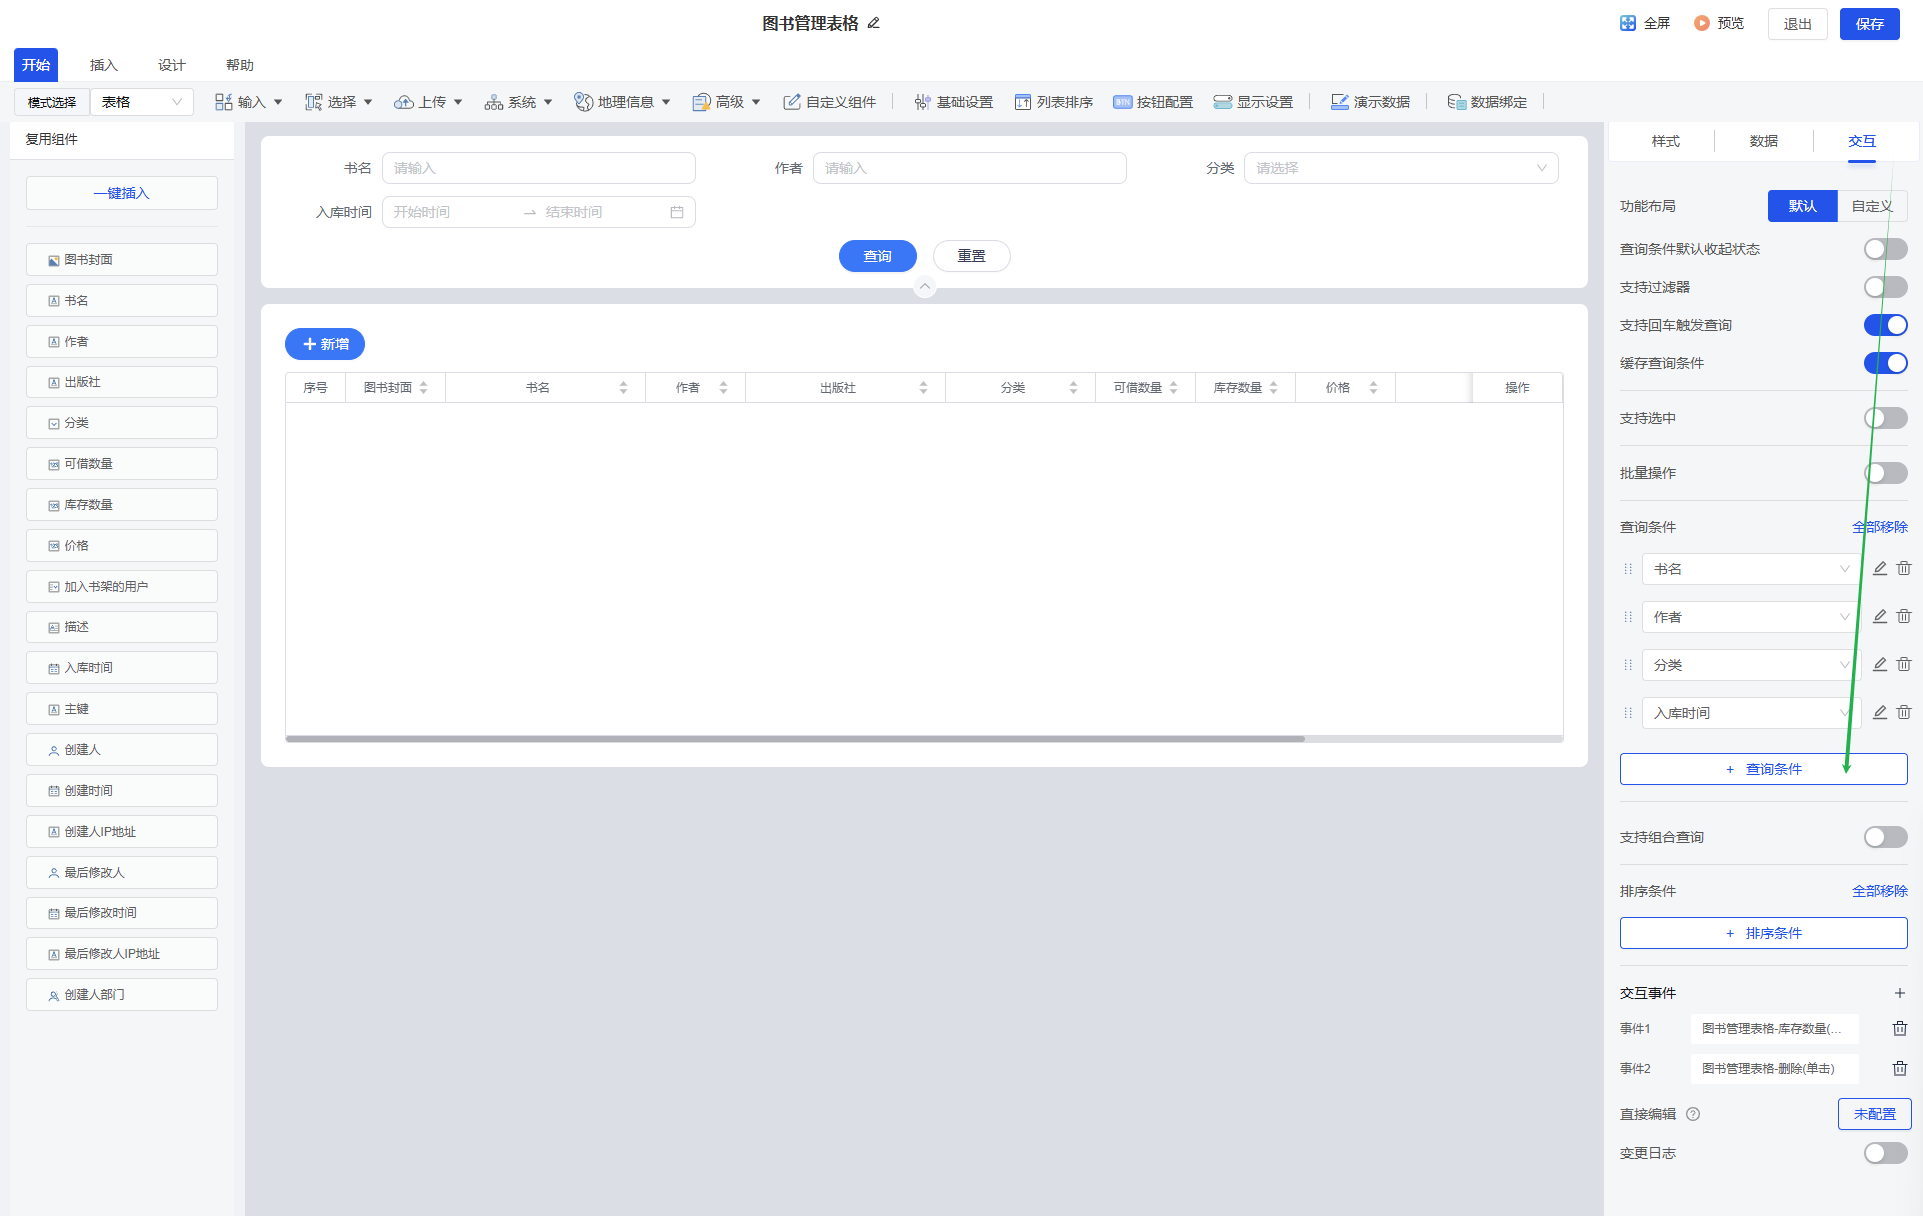 图书管理表格
全屏
预览
退出
保存
开始
插入
设计
帮助
模式选择
表格
输入
选择
上传
系统
地理信息
高级
自定义组件
基础设置
列表排序
BTN 按钮配置
显示设置
演示数据
数据绑定
复用组件
一键插入
图书封面
书名
作者
出版社
分类
可借数量
库存数量
价格
加入书架的用户
描述
入库时间
主键
创建人
创建时间
创建人IP地址
最后修改人
最后修改时间
最后修改人IP地址
创建人部门
书名 请输入
作者 请输入
分类 请选择
入库时间 开始时间 结束时间
查询
重置
新增
序号 图书封面 书名 作者 出版社 分类 可借数量 库存数量 价格 操作
样式
数据
交互
功能布局 默认 自定义
查询条件默认收起状态
支持过滤器
支持回车触发查询
缓存查询条件
支持选中
批量操作
查询条件 全部移除
书名
作者
分类
入库时间
+ 查询条件
支持组合查询
排序条件 全部移除
+ 排序条件
交互事件
事件1 图书管理表格-库存数量(...
事件2 图书管理表格-删除(单击)
直接编辑 未配置
变更日志